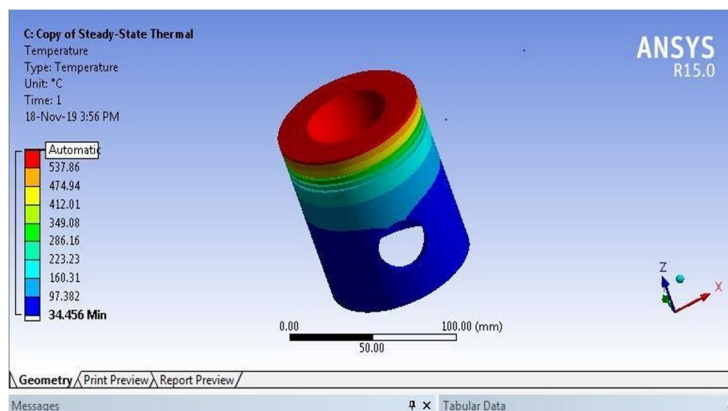 C: Copy of Steady-State Thermal
Temperature
Type: Temperature
Unit: °C
Time: 1
18-Nov-19 3:56 PM
ANSYS
R15.0
Automatic
537.86
474.94
412.01
349.08
286.16
223.23
160.31
97.382
34.456 Min
Z
X
0.00 100.00 (mm)
50.00
Geometry Print Preview Report Preview
Messages Tabular Data